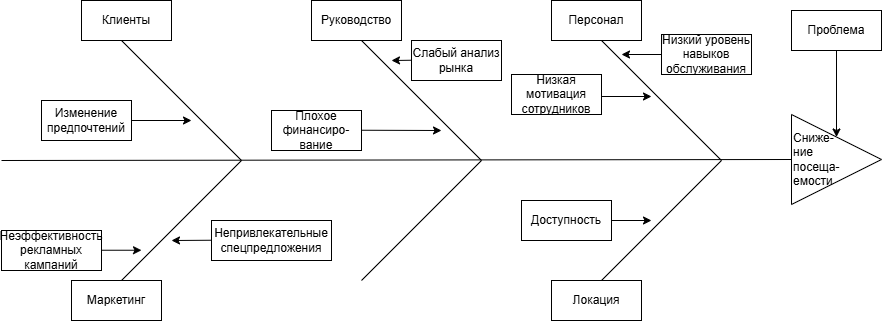 Клиенты
Руководство
Персонал
Проблема
Слабый анализ
рынка
Низкий уровень
навыков
обслуживания
Низкая
мотивация
сотрудников
Изменение
предпочтений
Плохое
финансиро-
вание
Сниже-
ние
посеща-
емости
Неэффективность
рекламных
кампаний
Непривлекательные
спецпредложения
Доступность
Маркетинг
Локация